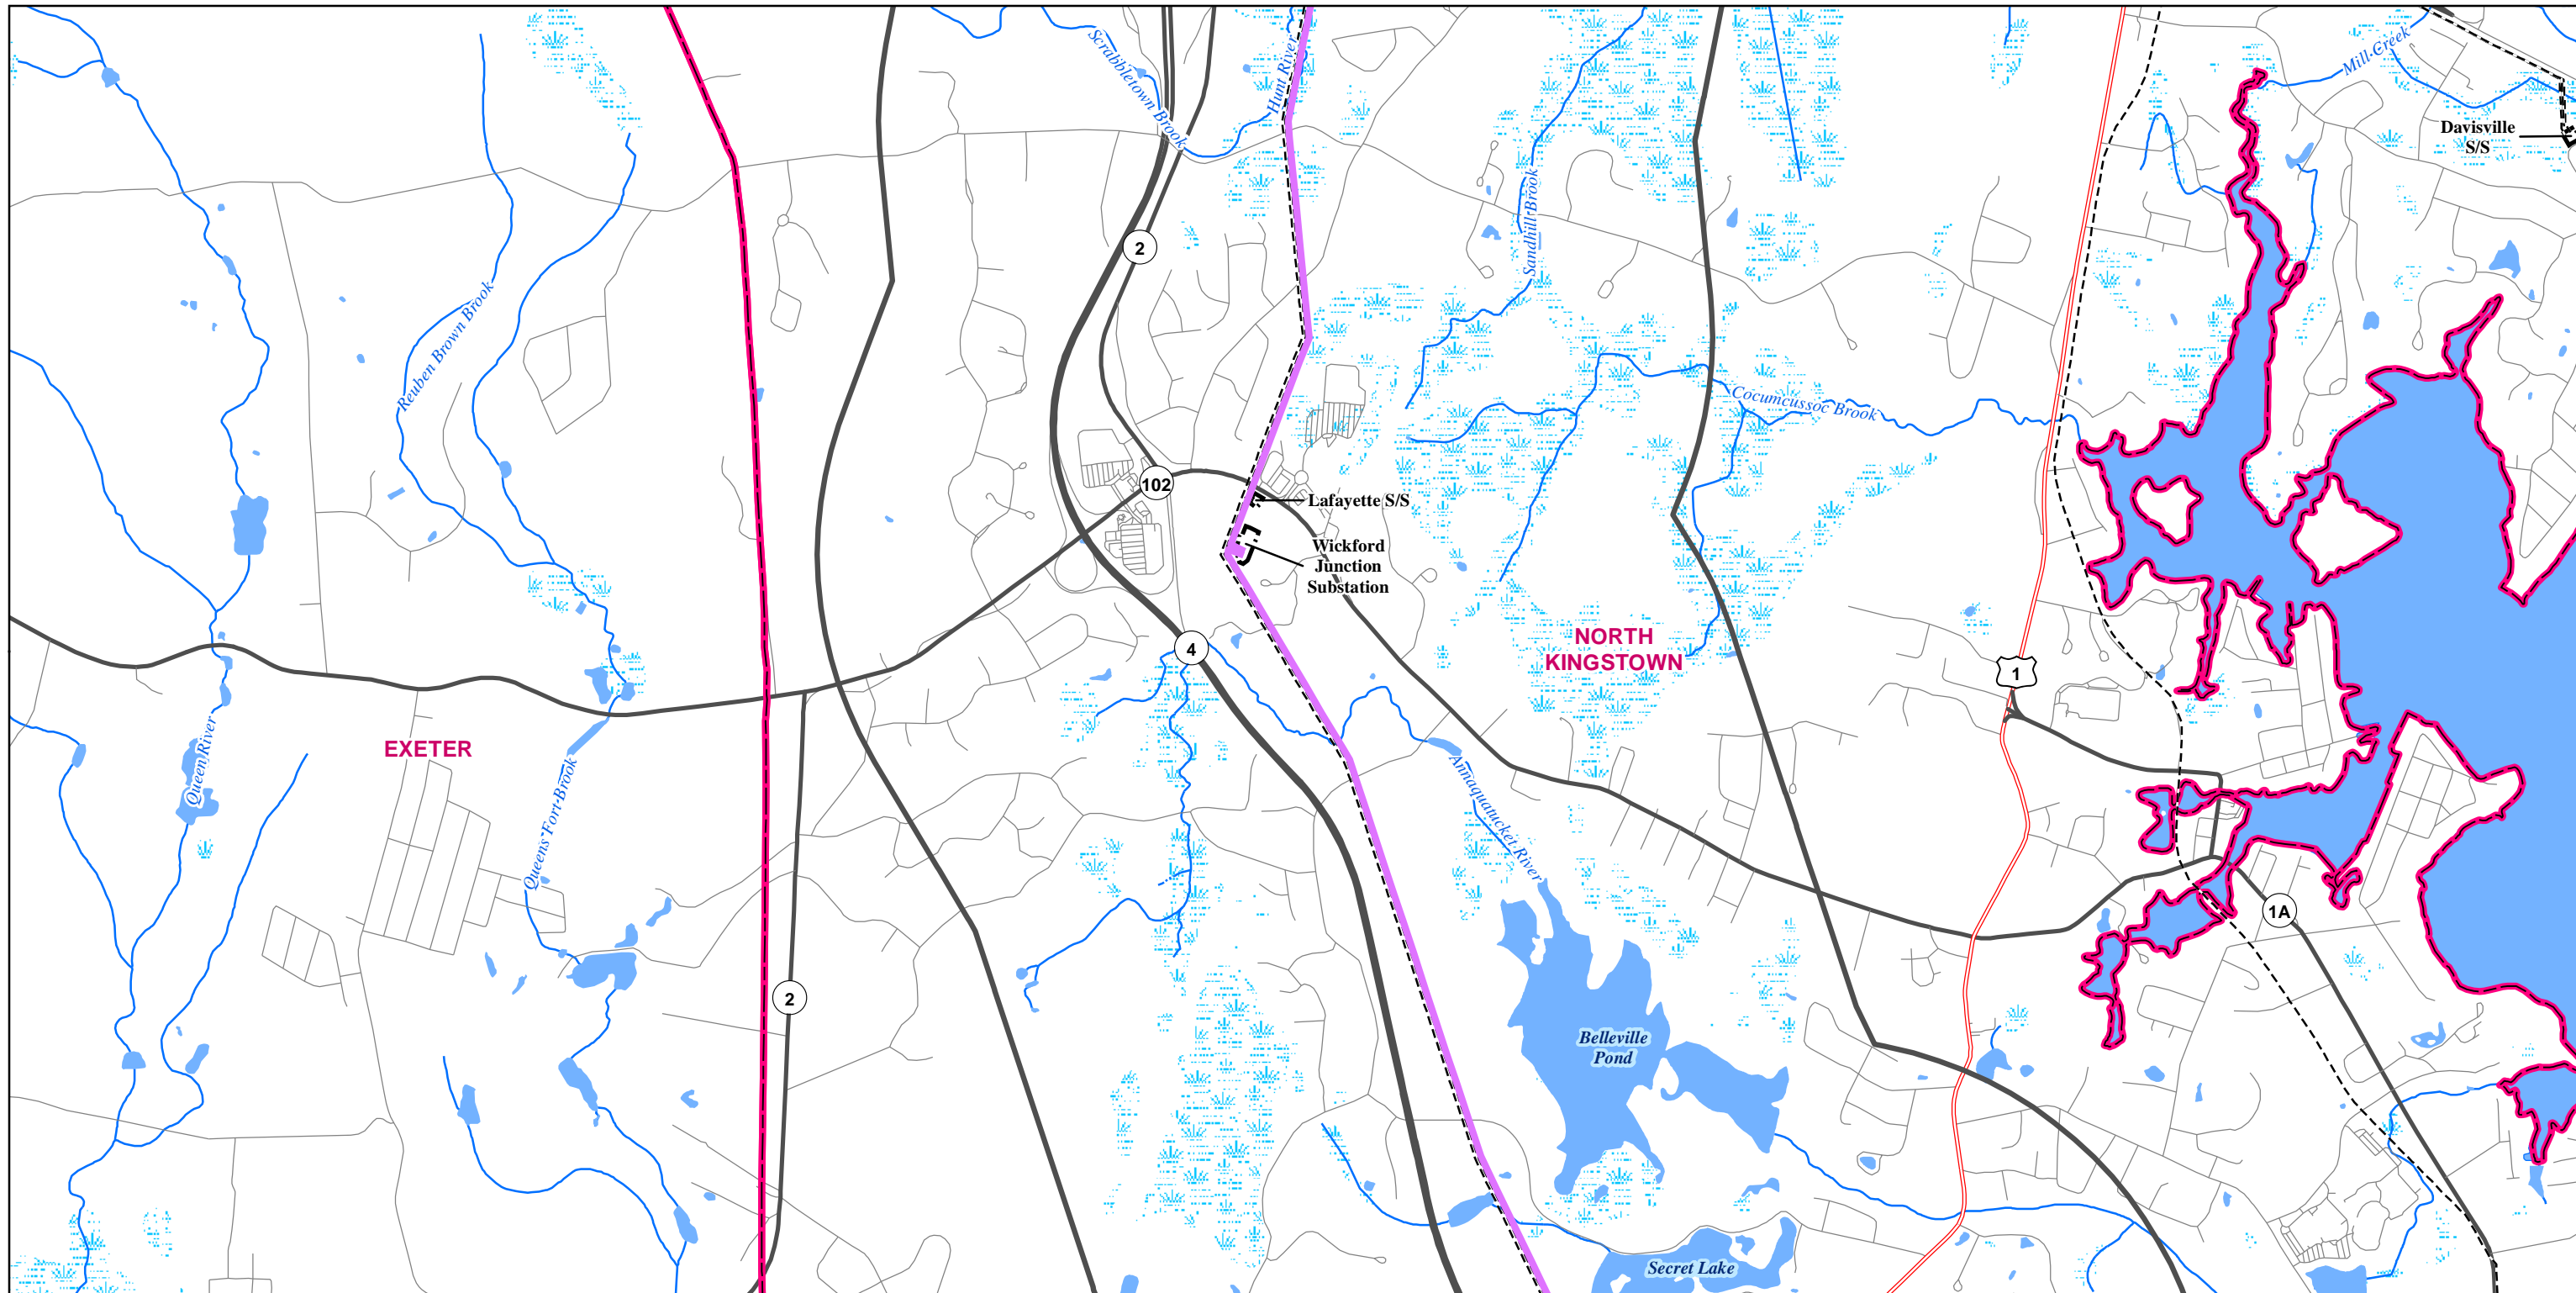 Scrabbletown Brook
Hunt River
Mill Creek
Davisville
S/S
Sandhill Brook
2
Reuben Brown Brook
Cocumcussoc Brook
102
Lafayette S/S
Wickford
Junction
Substation
4
NORTH
KINGSTOWN
1
EXETER
Queen River
Queens Fort Brook
Annaquatucket River
1A
2
Belleville
Pond
Secret Lake